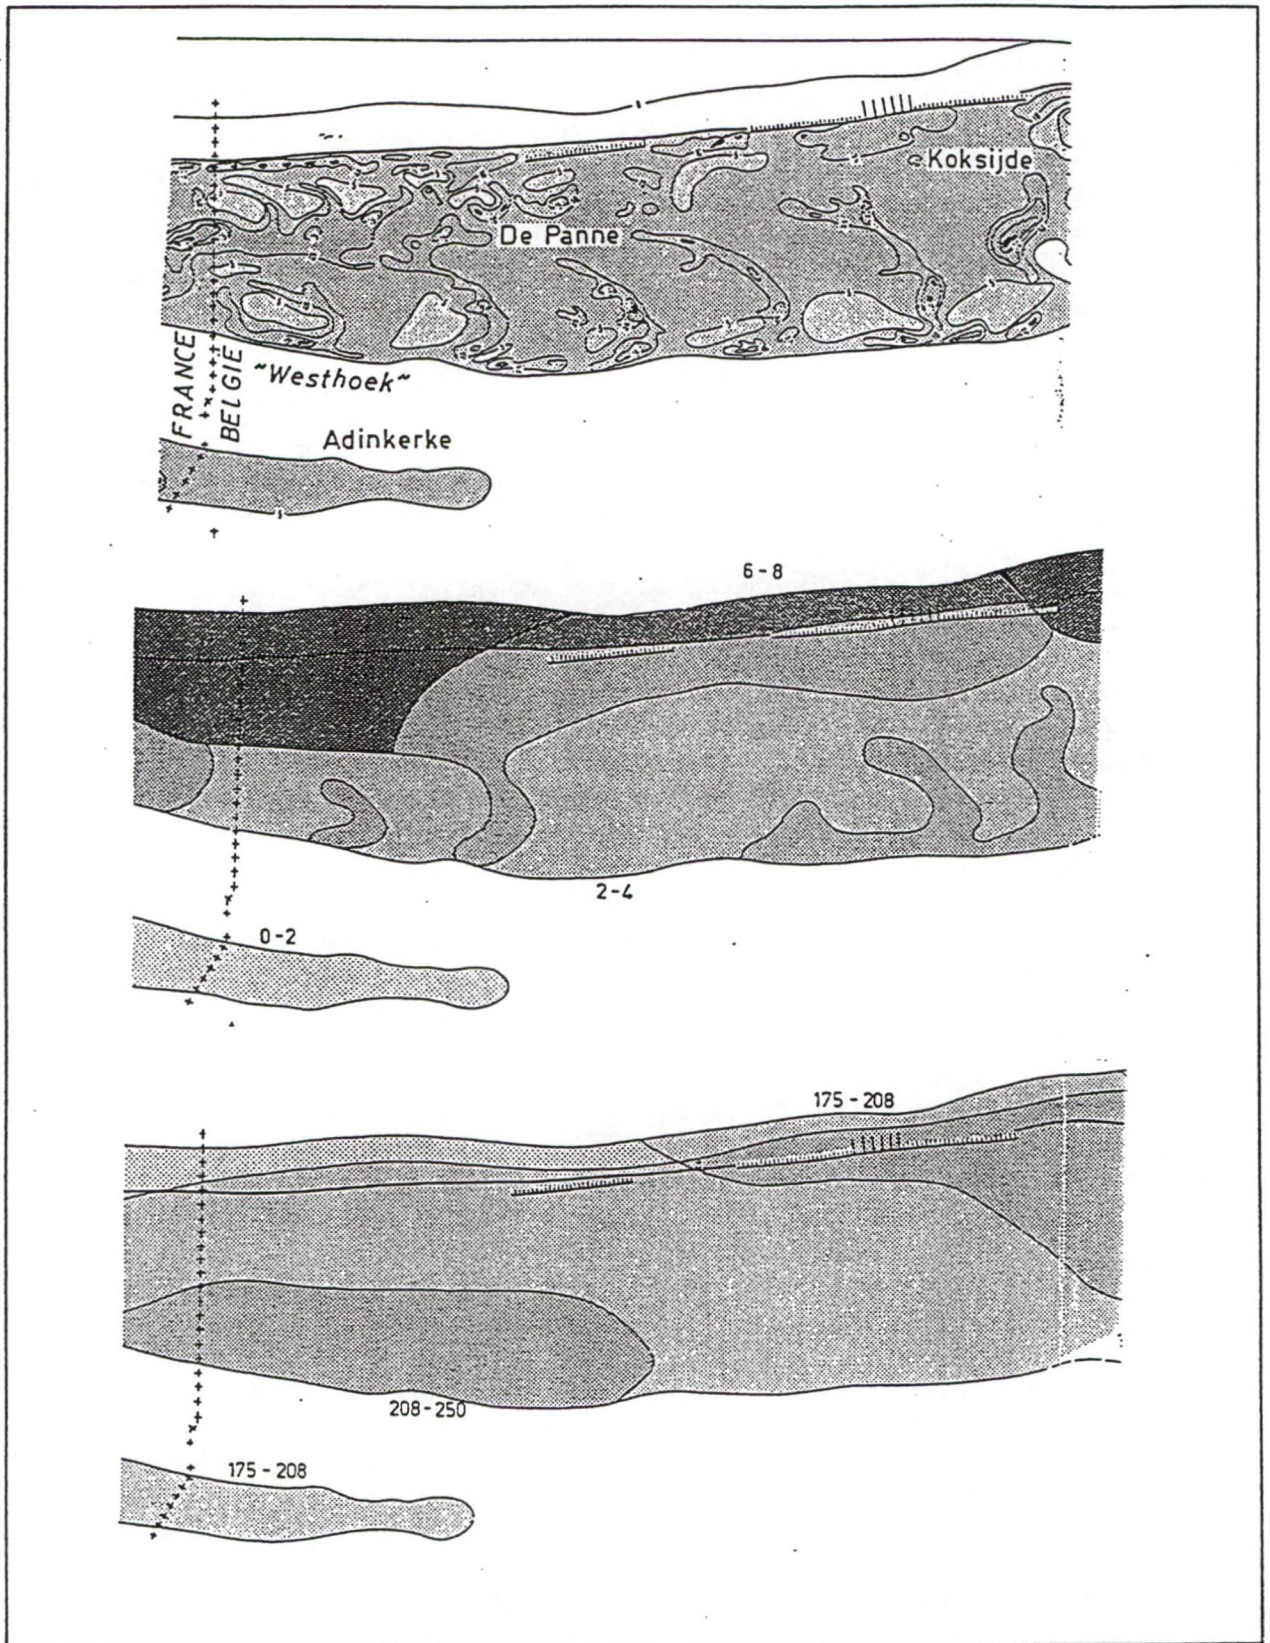 Koksijde
De Panne
FRANCE
BELGIE
"Westhoek"
Adinkerke
6-8
2-4
0-2
175-208
208-250
175-208